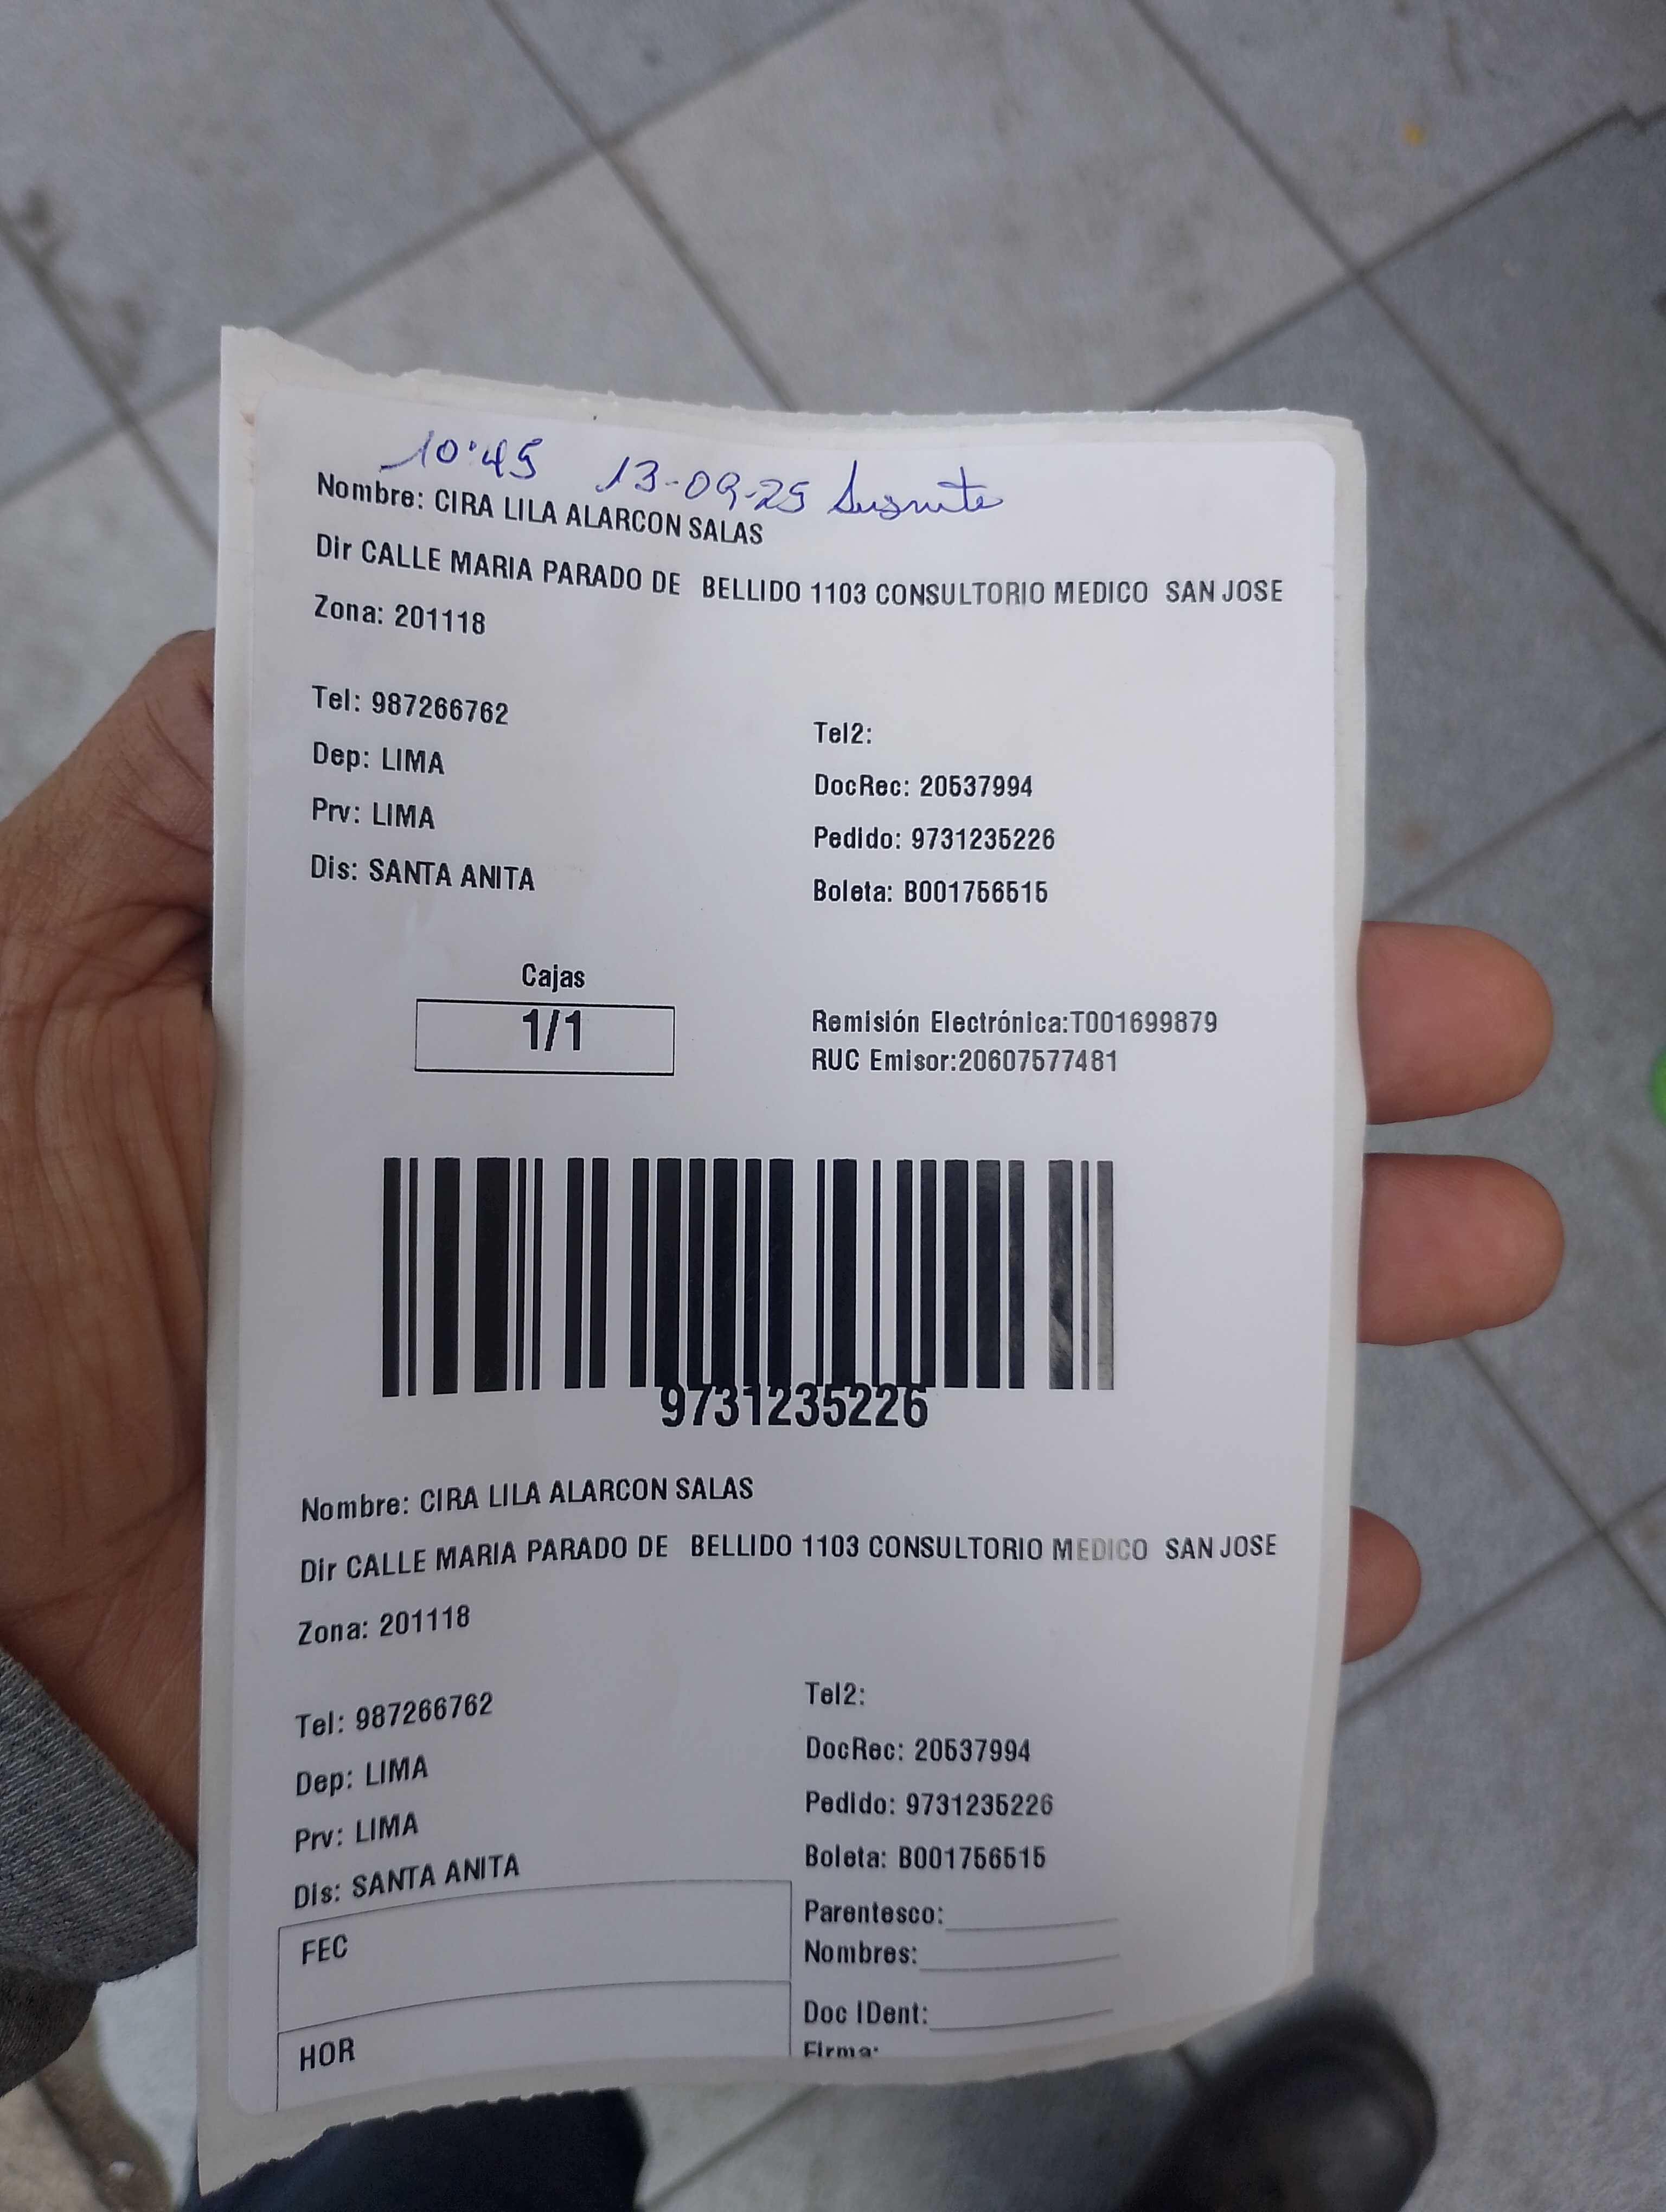 10:45 13-09-25
Nombre: CIRA LILA ALARCON SALAS
Dir CALLE MARIA PARADO DE BELLIDO 1103 CONSULTORIO MEDICO SAN JOSE
Zona: 201118
Tel: 987266762
Tel2:
Dep: LIMA
DocRec: 20537994
Prv: LIMA
Pedido: 9731235226
Dis: SANTA ANITA
Boleta: B001756515
Cajas
1/1
Remisión Electrónica:T001699879
RUC Emisor:20607577481
9731235226
Nombre: CIRA LILA ALARCON SALAS
Dir CALLE MARIA PARADO DE BELLIDO 1103 CONSULTORIO MEDICO SAN JOSE
Zona: 201118
Tel: 987266762
Tel2:
Dep: LIMA
DocRec: 20537994
Prv: LIMA
Pedido: 9731235226
Dis: SANTA ANITA
Boleta: B001756515
FEC
Parentesco:
Nombres:
Doc IDent:
HOR
Firma: